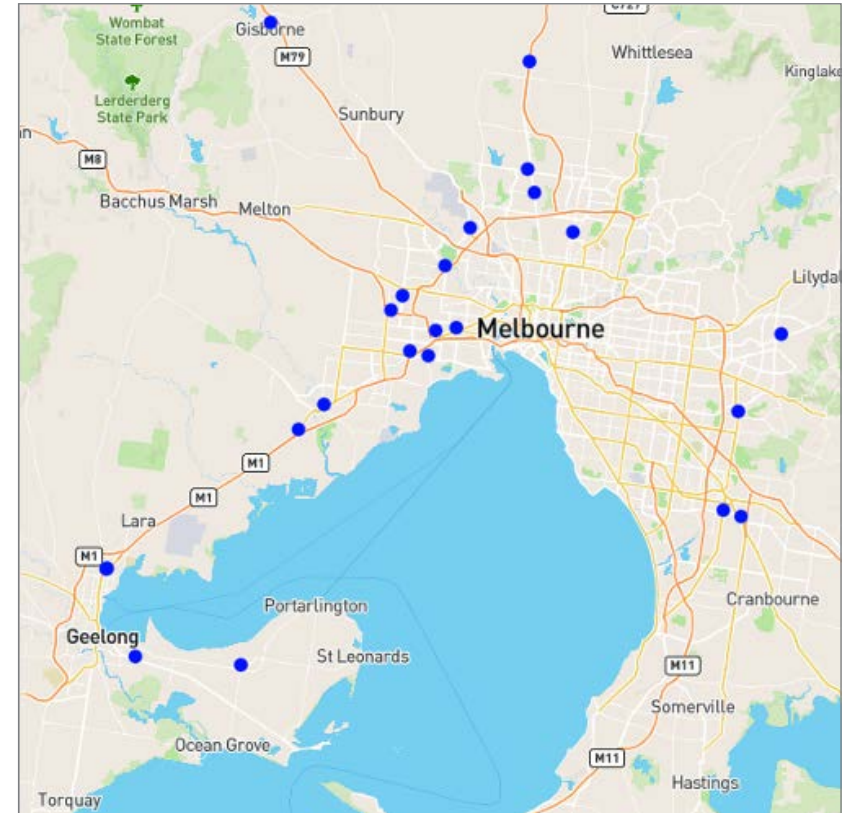 C727
Wombat
State Forest
Gisborne
M79
Whittlesea
Kinglake
Lerderderg
State Park
Sunbury
M8
Bacchus Marsh
Melton
Lilydal
Melbourne
M1
M1
Lara
M1
Portarlington
Cranbourne
Geelong
St Leonards
M11
Somerville
Ocean Grove
M11
Hastings
Torquay